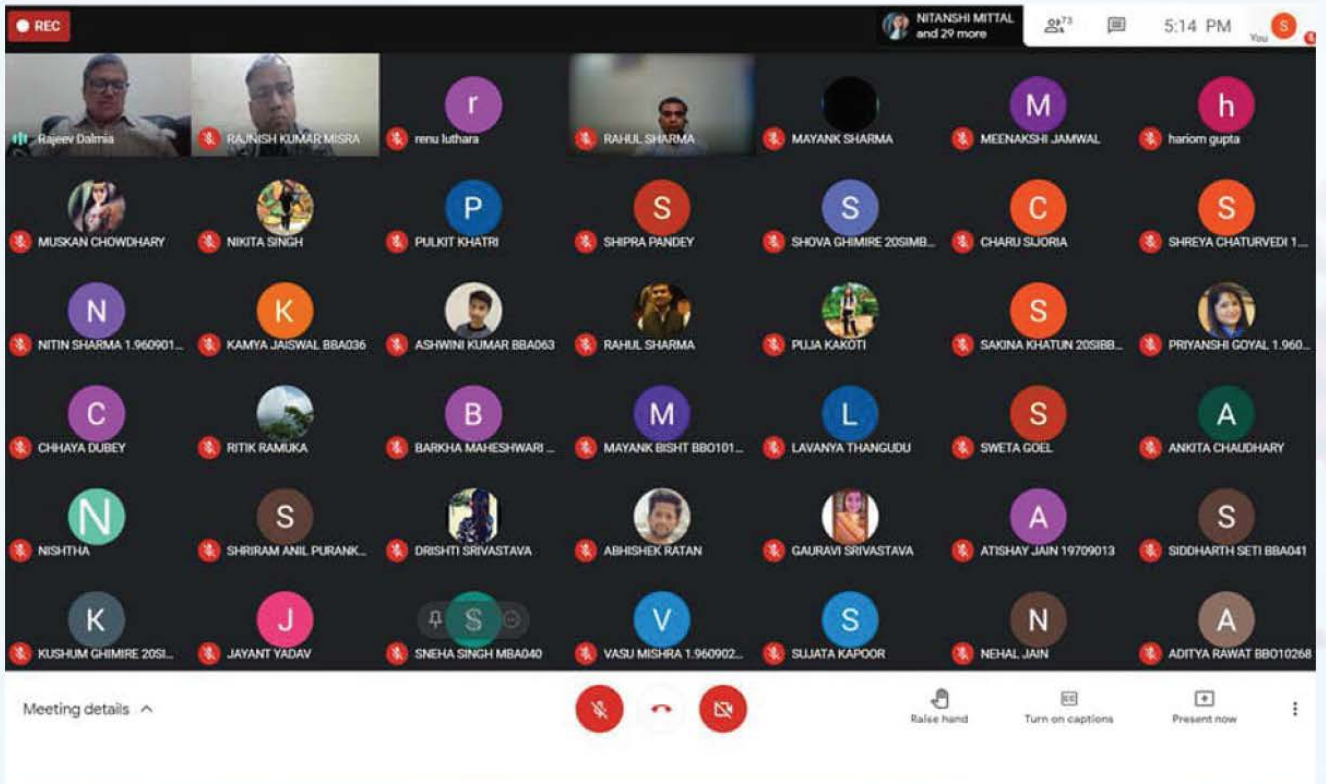 REC
NITANSHI MITTAL
and 29 more
73
5:14 PM
You
S
Rajeev Dalmia
RAJNISH KUMAR MISRA
r
renu luthara
RAHUL SHARMA
MAYANK SHARMA
M
MEENAKSHI JAMWAL
h
hariom gupta
MUSKAN CHOWDHARY
NIKITA SINGH
P
PULKIT KHATRI
S
SHIPRA PANDEY
S
SHOVA GHIMIRE 20SIMB...
C
CHARU SIJORIA
S
SHREYA CHATURVEDI 1....
N
NITIN SHARMA 1.960901...
K
KAMYA JAISWAL BBA036
ASHWINI KUMAR BBA063
RAHUL SHARMA
PUJA KAKOTI
S
SAKINA KHATUN 20SIBB...
PRIYANSHI GOYAL 1.960...
C
CHHAYA DUBEY
RITIK RAMUKA
B
BARKHA MAHESHWARI ...
M
MAYANK BISHT BBO101...
L
LAVANYA THANGUDU
S
SWETA GOEL
A
ANKITA CHAUDHARY
N
NISHTHA
S
SHRIRAM ANIL PURANK...
DRISHTI SRIVASTAVA
ABHISHEK RATAN
GAURAVI SRIVASTAVA
A
ATISHAY JAIN 19709013
S
SIDDHARTH SETI BBA041
K
KUSHUM GHIMIRE 20SI...
J
JAYANT YADAV
S
SNEHA SINGH MBA040
V
VASU MISHRA 1.960902...
S
SUJATA KAPOOR
N
NEHAL JAIN
A
ADITYA RAWAT BBO10268
Meeting details
Raise hand
CC
Turn on captions
Present now